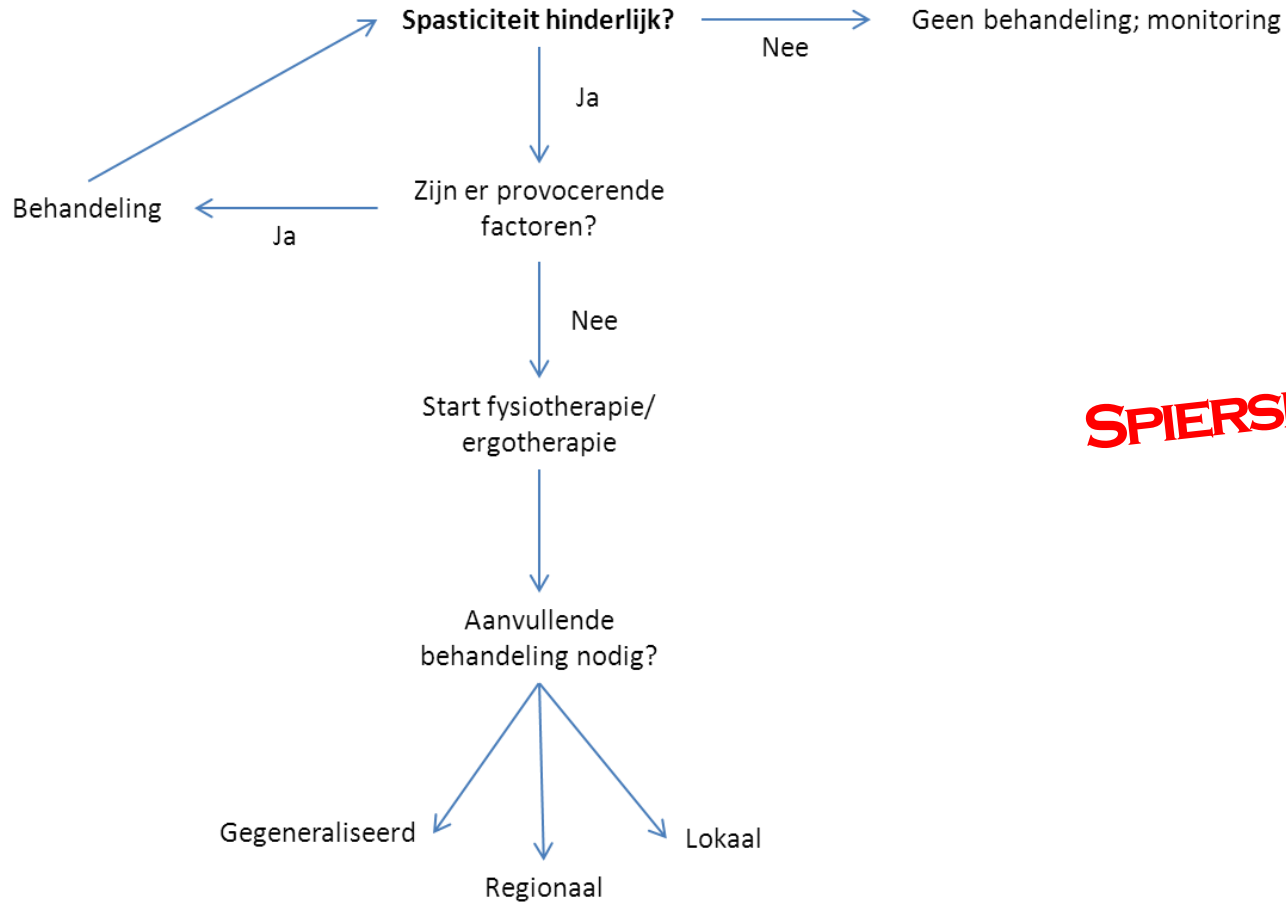 Spasticiteit hinderlijk?
Nee
Geen behandeling; monitoring
Ja
Zijn er provocerende
factoren?
Ja
Behandeling
Nee
Start fysiotherapie/
ergotherapie
Aanvullende
behandeling nodig?
Gegeneraliseerd
Regionaal
Lokaal